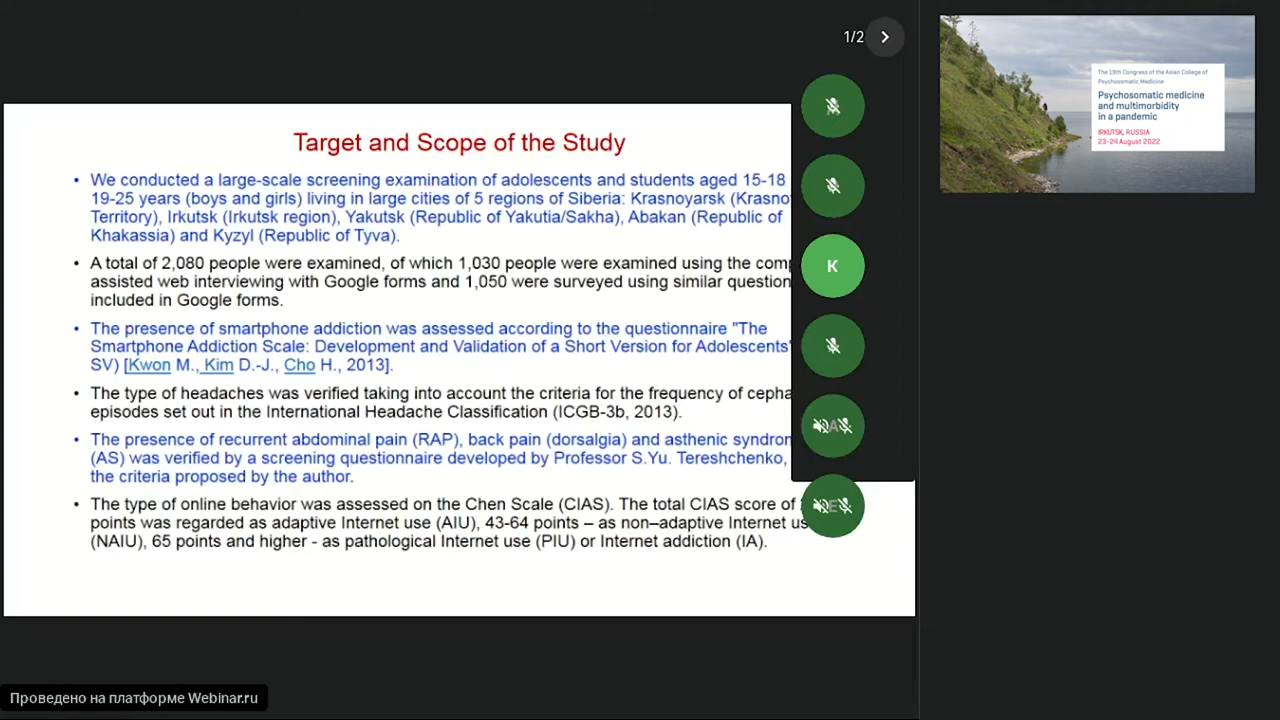 1/2
Target and Scope of the Study
• We conducted a large-scale screening examination of adolescents and students aged 15-18
19-25 years (boys and girls) living in large cities of 5 regions of Siberia: Krasnoyarsk (Krasno
Territory), Irkutsk (Irkutsk region), Yakutsk (Republic of Yakutia/Sakha), Abakan (Republic of
Khakassia) and Kyzyl (Republic of Tyva).
• A total of 2,080 people were examined, of which 1,030 people were examined using the com
assisted web interviewing with Google forms and 1,050 were surveyed using similar question
included in Google forms.
• The presence of smartphone addiction was assessed according to the questionnaire "The
Smartphone Addiction Scale: Development and Validation of a Short Version for Adolescents"
SV) [Kwon M., Kim D.-J., Cho H., 2013].
• The type of headaches was verified taking into account the criteria for the frequency of cepha
episodes set out in the International Headache Classification (ICGB-3b, 2013).
• The presence of recurrent abdominal pain (RAP), back pain (dorsalgia) and asthenic syndron
(AS) was verified by a screening questionnaire developed by Professor S.Yu. Tereshchenko,
the criteria proposed by the author.
• The type of online behavior was assessed on the Chen Scale (CIAS). The total CIAS score of
points was regarded as adaptive Internet use (AIU), 43-64 points – as non–adaptive Internet us
(NAIU), 65 points and higher - as pathological Internet use (PIU) or Internet addiction (IA).
K
A
E
The 19th Congress of the Asian College of
Psychosomatic Medicine
Psychosomatic medicine
and multimorbidity
in a pandemic
IRKUTSK, RUSSIA
23-24 August 2022
Проведено на платформе Webinar.ru